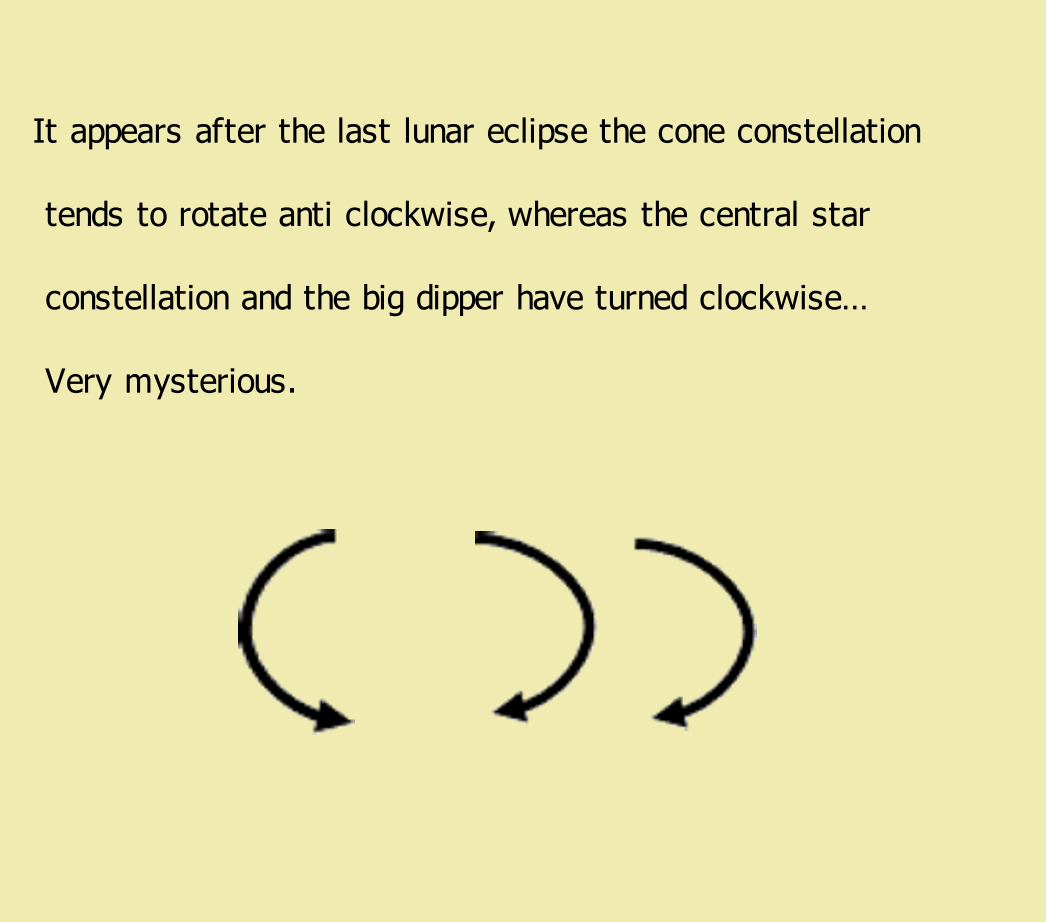 It appears after the last lunar eclipse the cone constellation
tends to rotate anti clockwise, whereas the central star
constellation and the big dipper have turned clockwise...
Very mysterious.